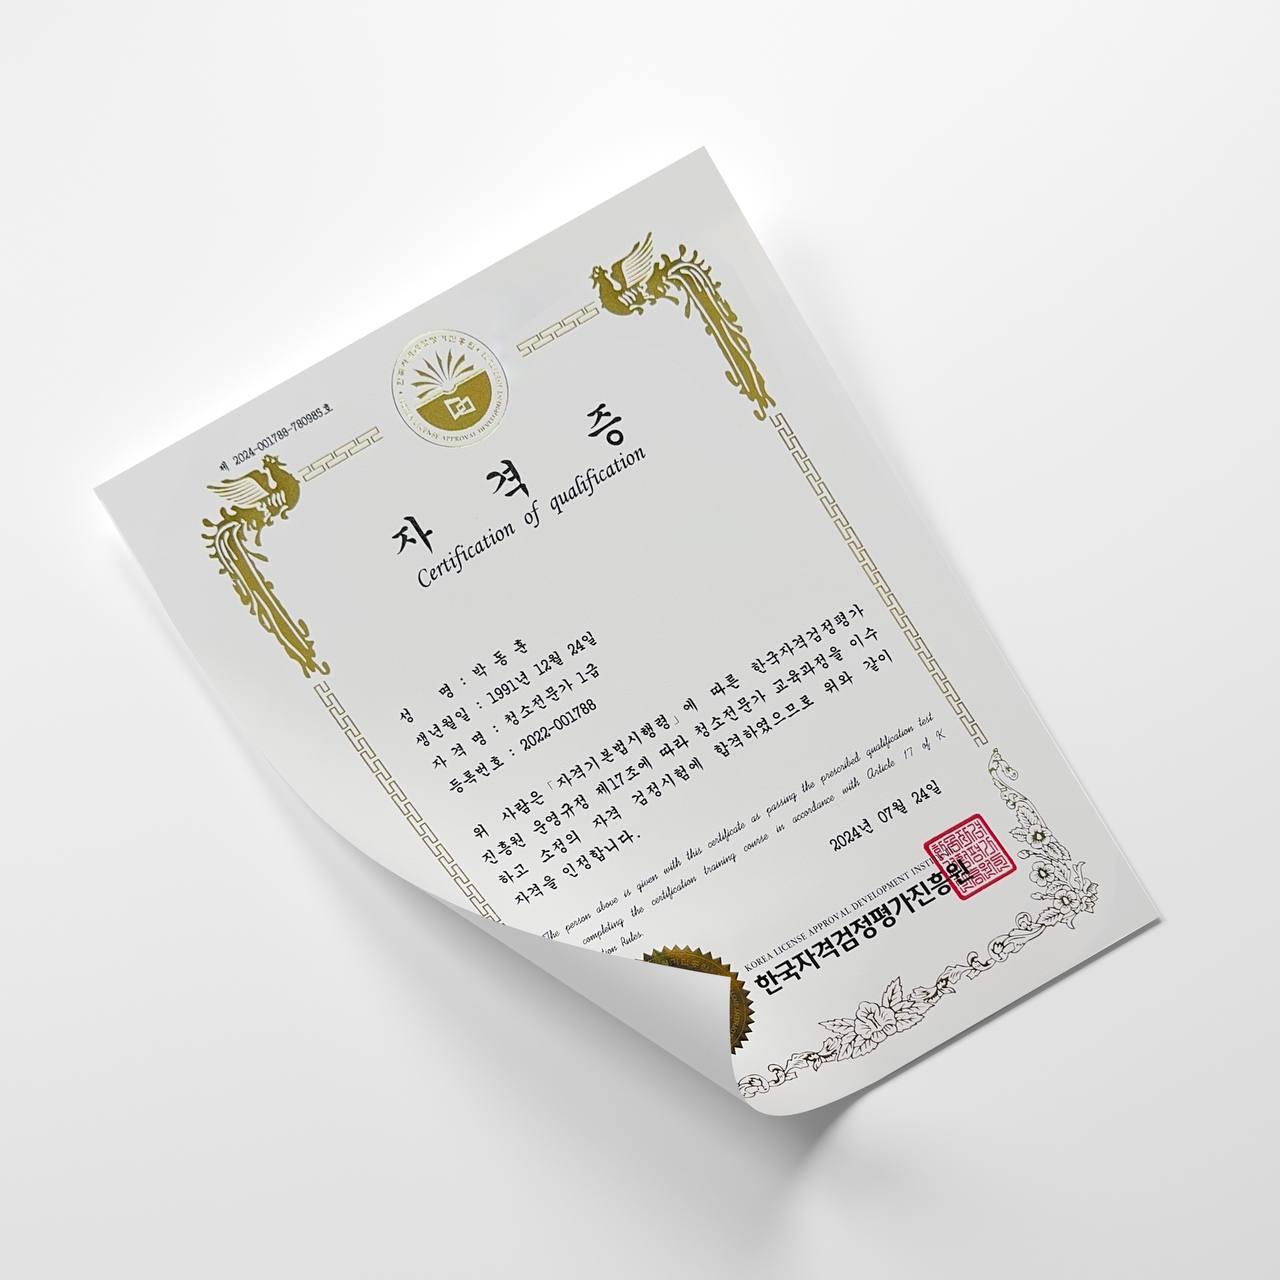 제 2024-001788-780985호
자 격 증
Certification of qualification
성 명 : 박 동 훈
생년월일 : 1991년 12월 24일
자 격 명 : 청소전문가 1급
등록번호 : 2022-001788
위 사람은 「자격기본법시행령」에 따른 한국자격검정평가
진흥원 운영규정 제17조에 따라 청소전문가 교육과정을 이수
하고 소정의 자격 검정시험에 합격하였으므로 위와 같이
자격을 인정합니다.
The person above is given with this certificate as passing the prescribed qualification test
completing the certification training course in accordance with Article 17 of K
tion Rules.
2024년 07월 24일
KOREA LICENSE APPROVAL DEVELOPMENT INSTI
한국자격검정평가진흥원